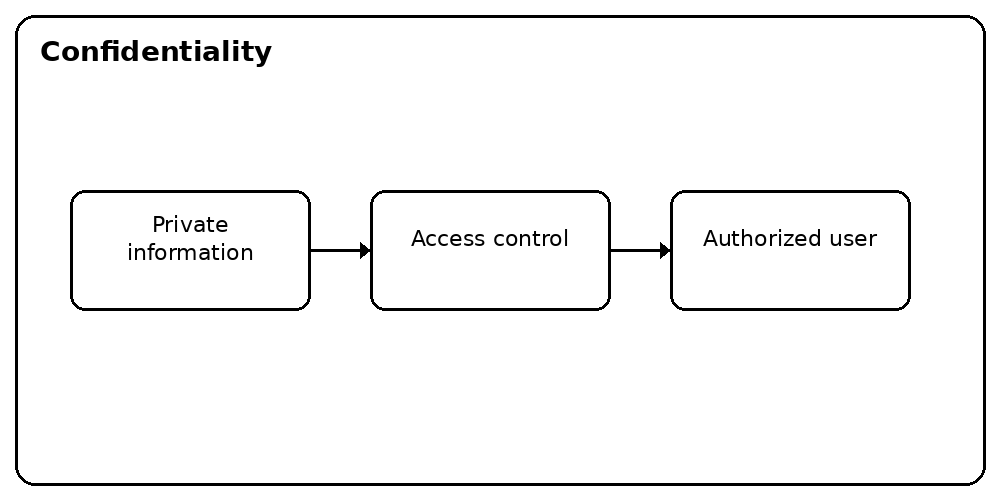 Confidentiality
Private
information
Access control
Authorized user